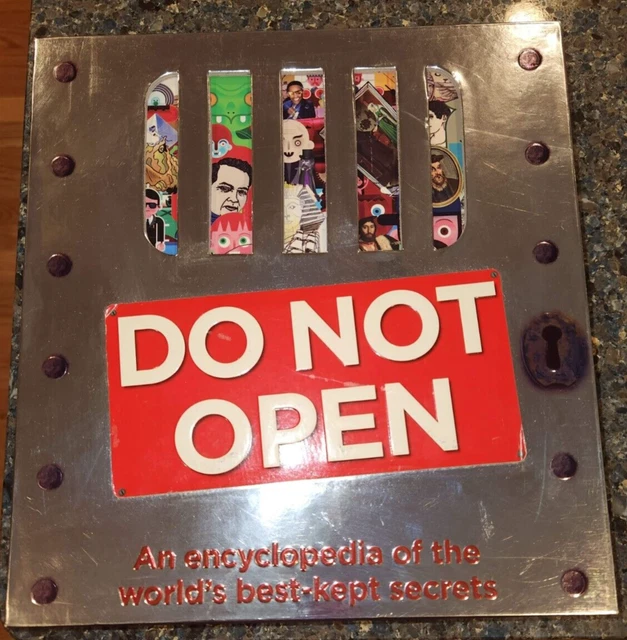 DO NOT
OPEN
An encyclopedia of the
world's best-kept secrets